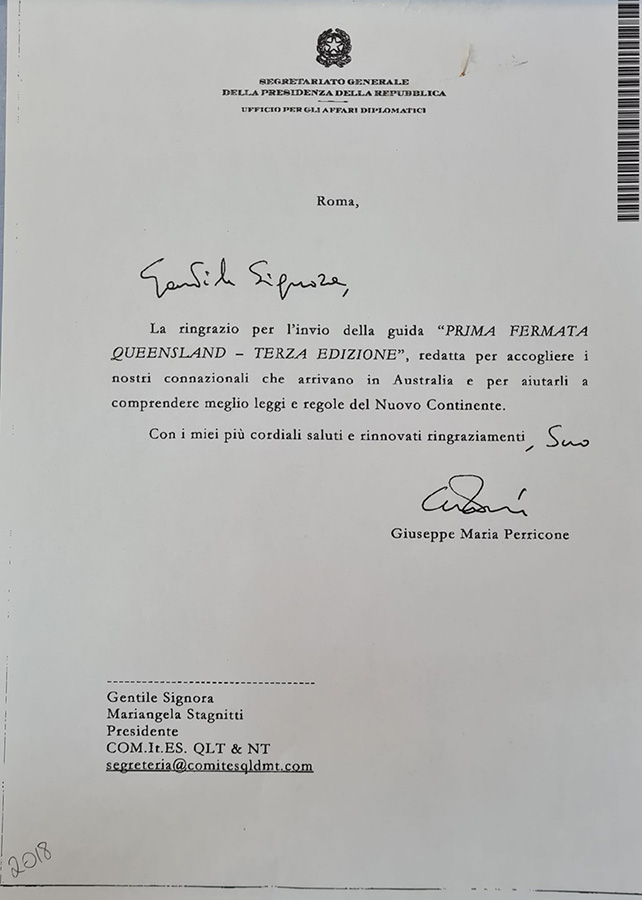 SEGRETARIATO GENERALE
DELLA PRESIDENZA DELLA REPUBBLICA
UFFICIO PER GLI AFFARI DIPLOMATICI
Roma,
Gentile Signora,
La ringrazio per l'invio della guida “PRIMA FERMATA
QUEENSLAND – TERZA EDIZIONE”, redatta per accogliere i
nostri connazionali che arrivano in Australia e per aiutarli a
comprendere meglio leggi e regole del Nuovo Continente.
Con i miei più cordiali saluti e rinnovati ringraziamenti, Suo
Giuseppe Maria Perricone
Gentile Signora
Mariangela Stagnitti
Presidente
COM.It.ES. QLT & NT
segreteria@comitesqldmt.com
2018